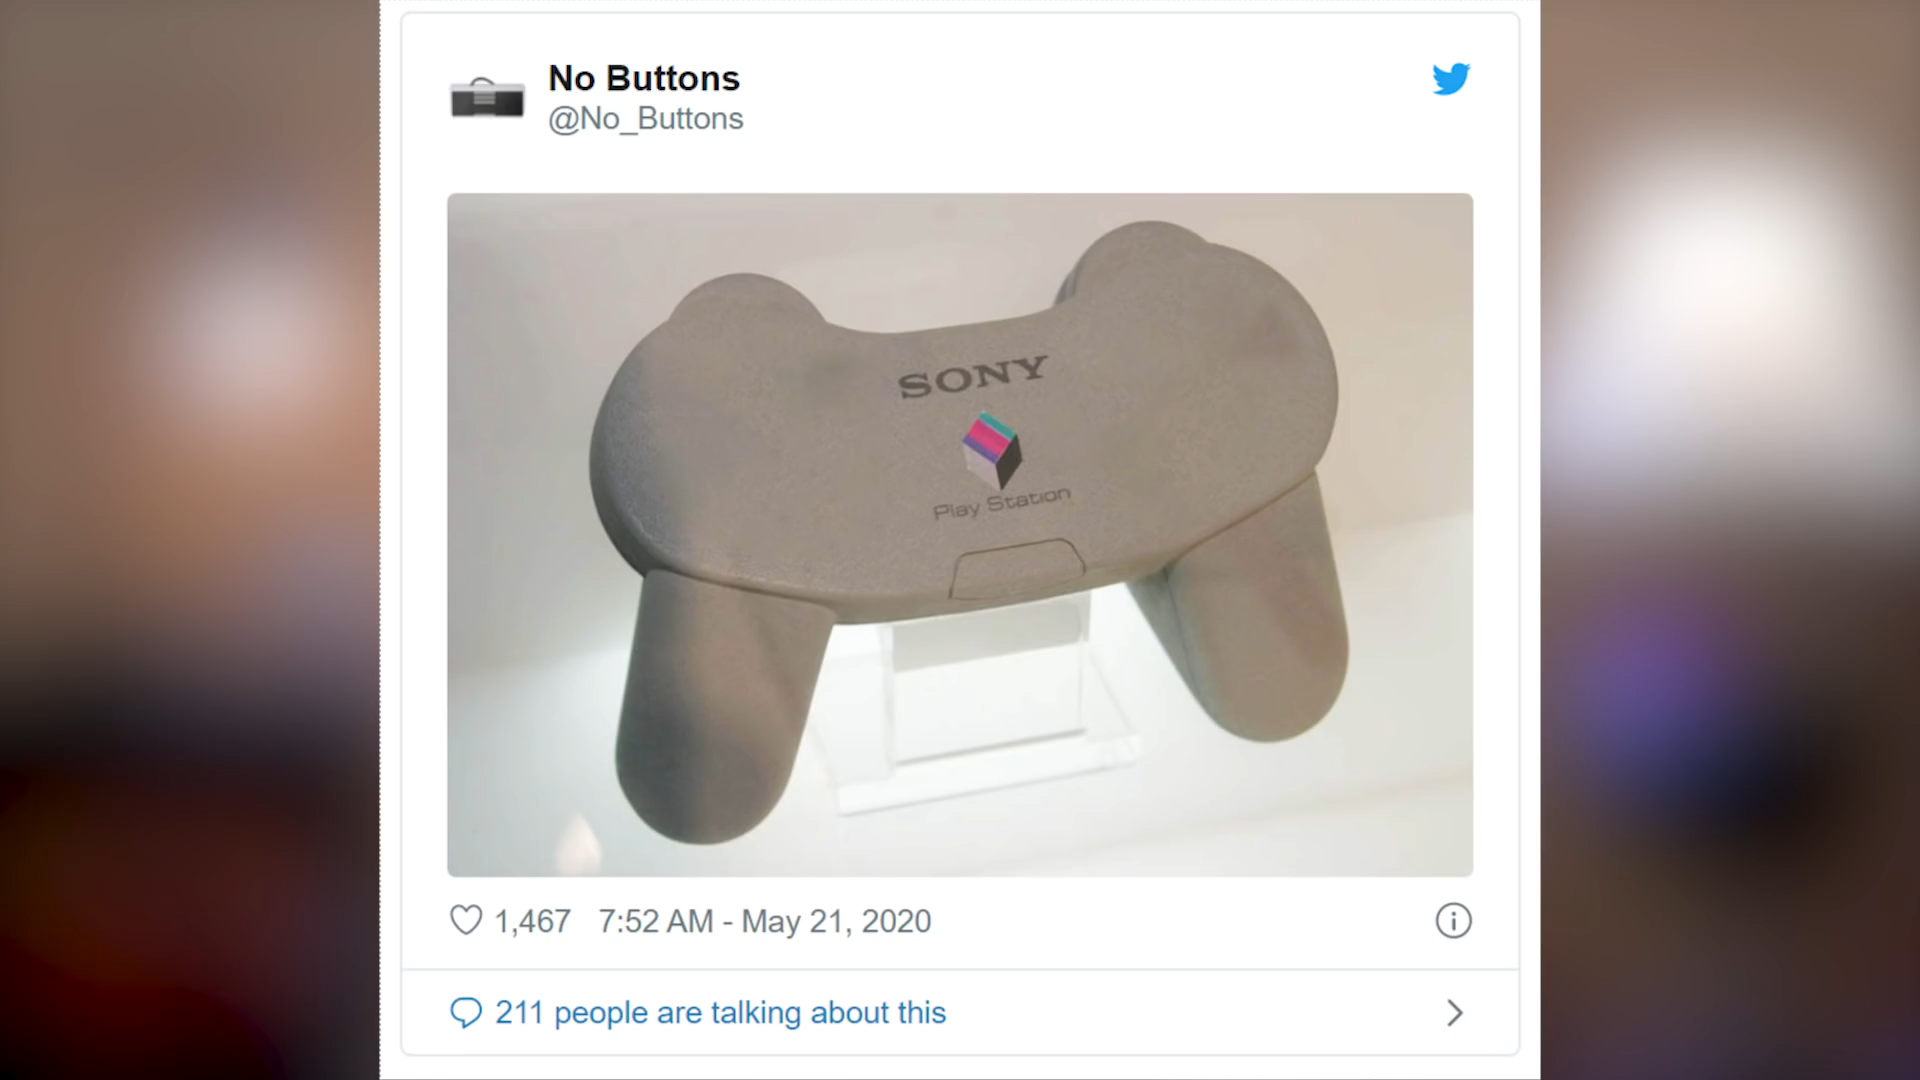 No Buttons
@No_Buttons
SONY
Play Station
1,467 7:52 AM - May 21, 2020
211 people are talking about this